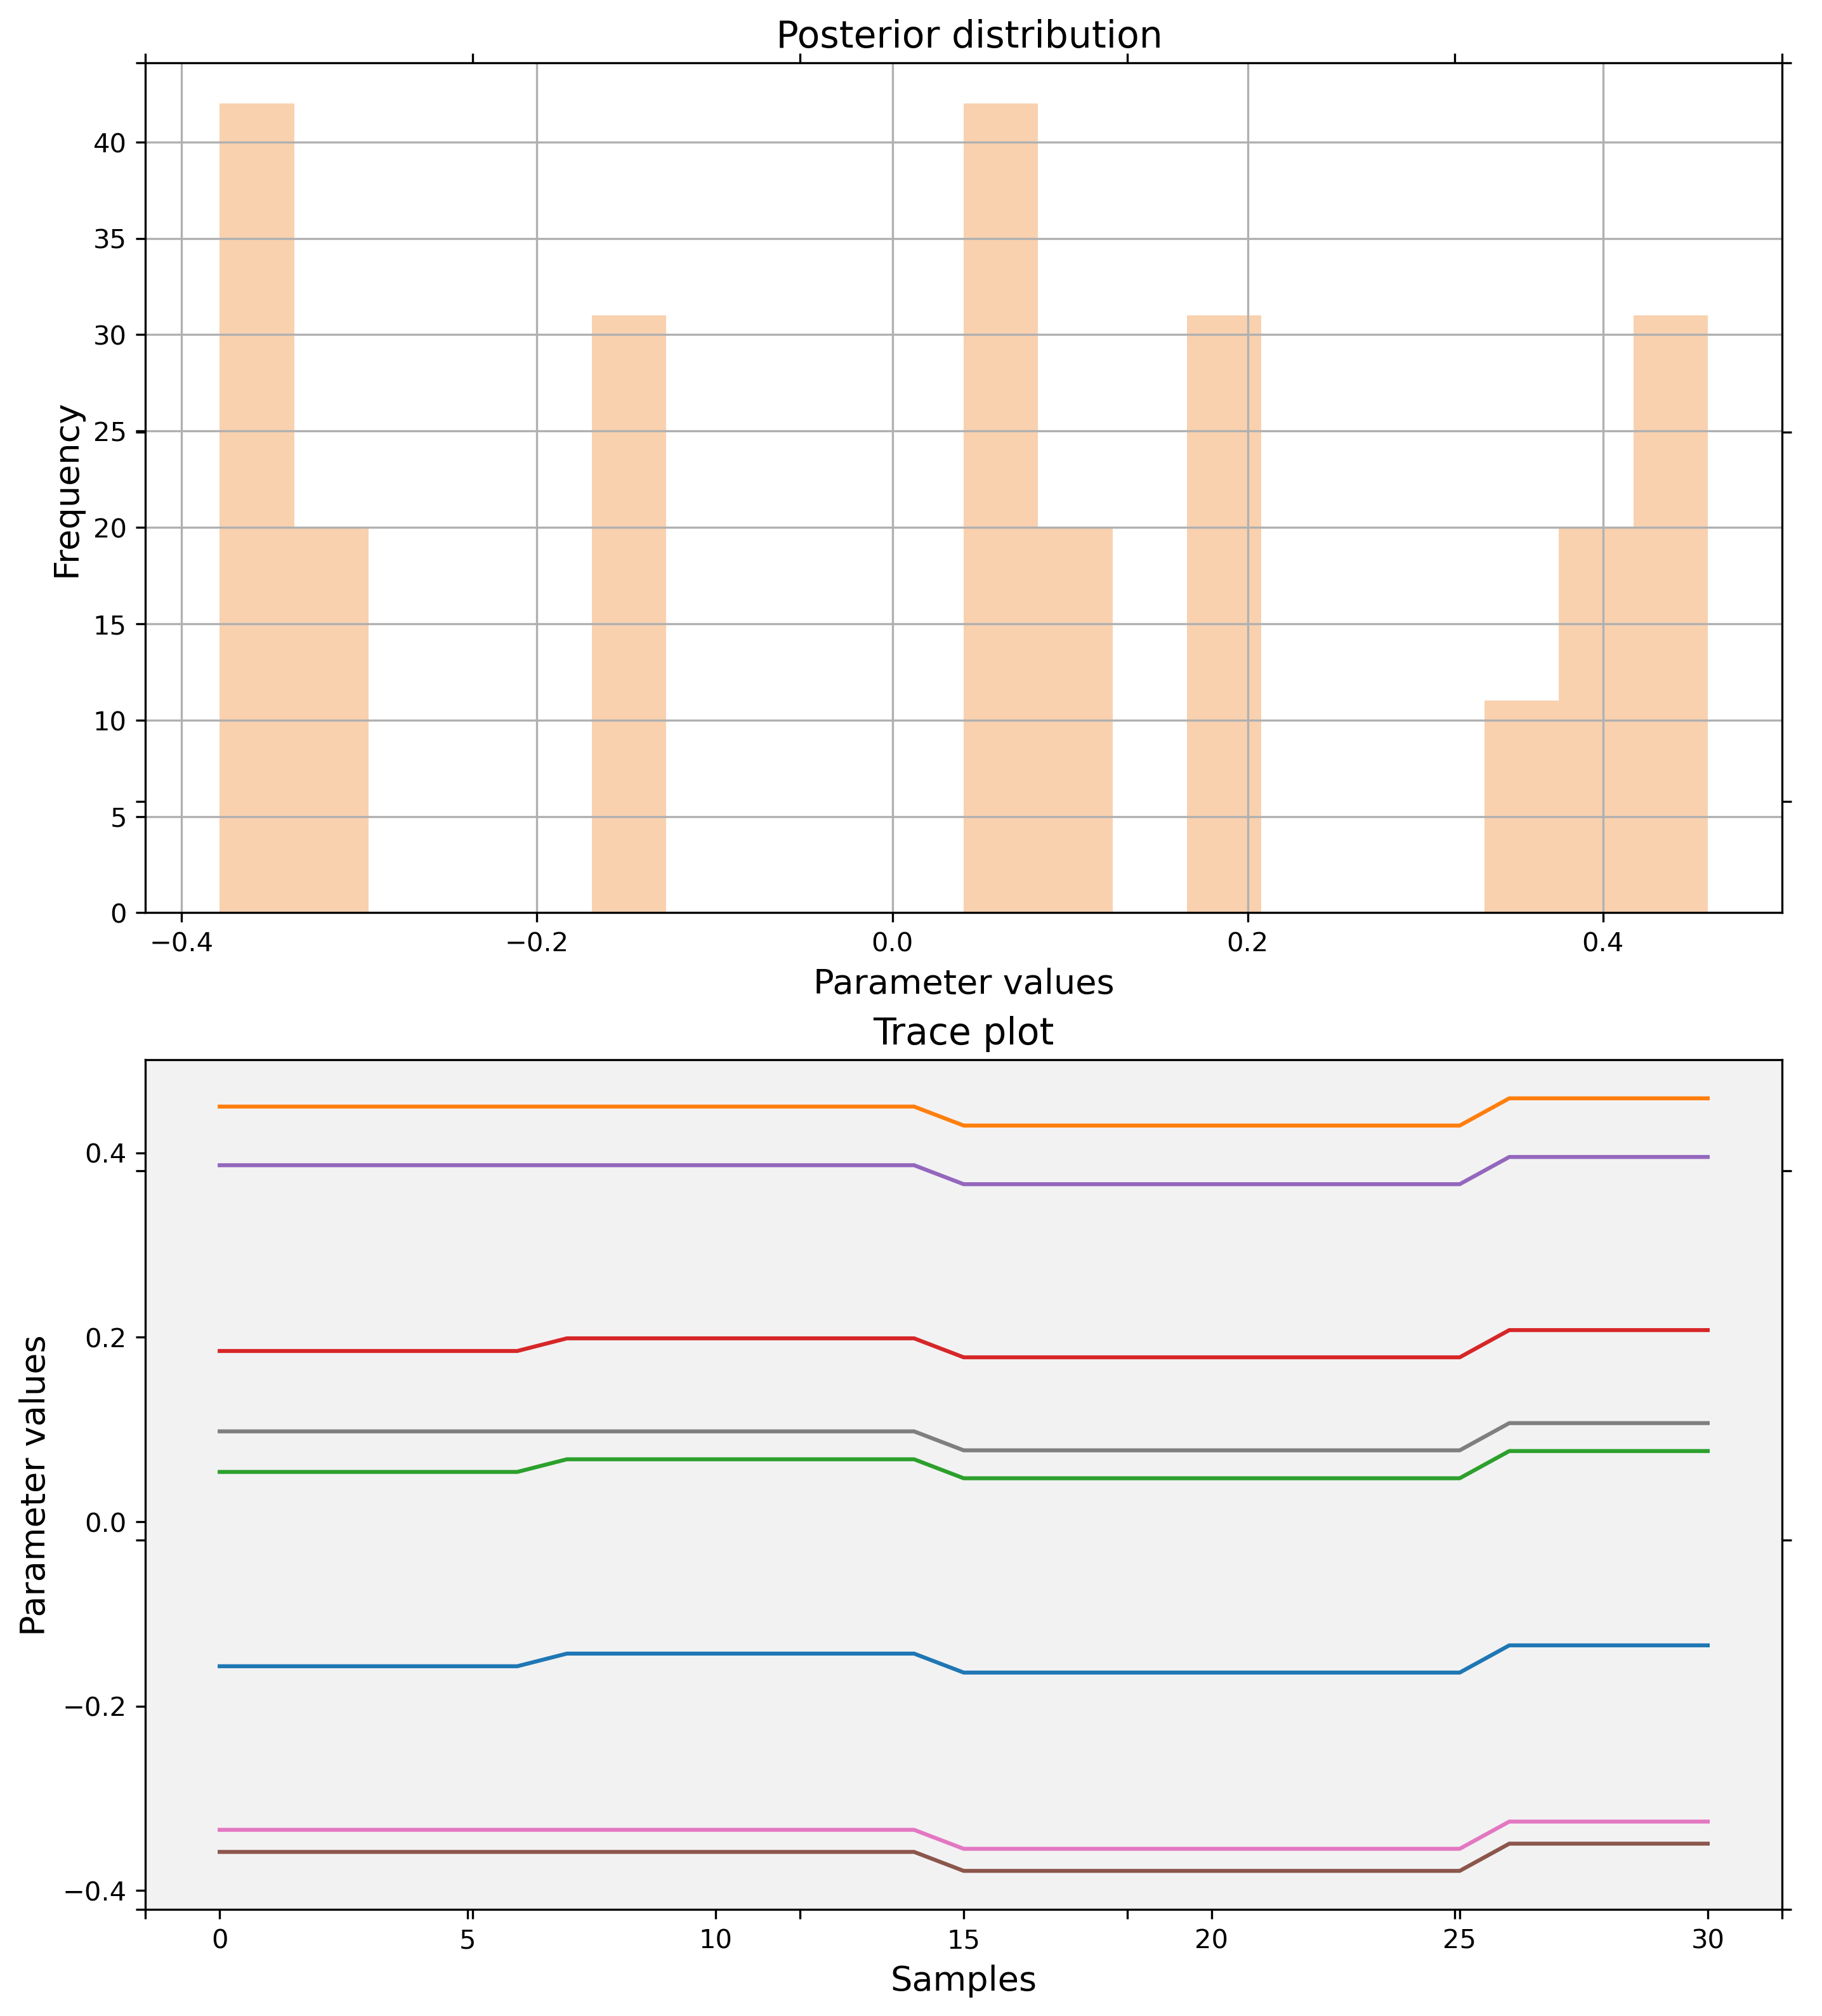 Posterior distribution
40
35
30
25
20
15
10
5
0
Frequency
−0.4 −0.2 0.0 0.2 0.4
Parameter values
Trace plot
0.4
0.2
0.0
−0.2
−0.4
Parameter values
0 5 10 15 20 25 30
Samples